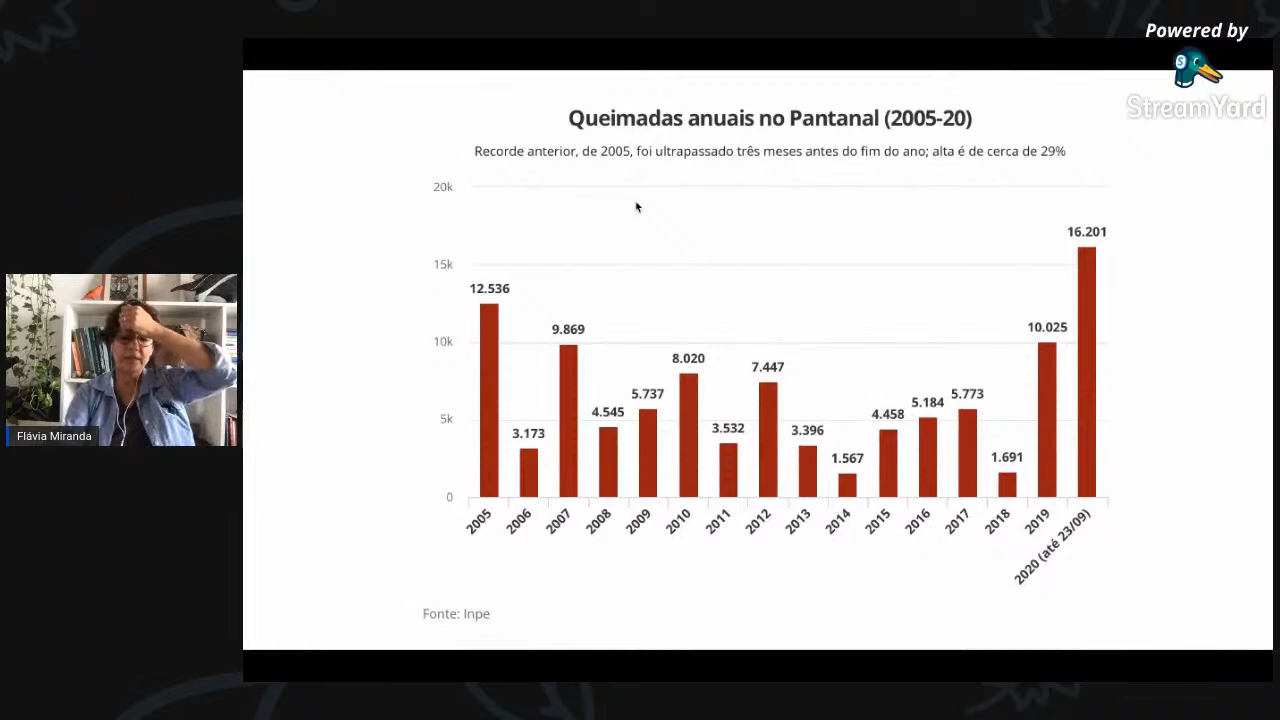 Powered by
StreamYard
Queimadas anuais no Pantanal (2005-20)
Recorde anterior, de 2005, foi ultrapassado três meses antes do fim do ano; alta é de cerca de 29%
20k
15k
10k
5k
0
12.536
3.173
9.869
4.545
5.737
8.020
3.532
7.447
3.396
1.567
4.458
5.184
5.773
1.691
10.025
16.201
2005
2006
2007
2008
2009
2010
2011
2012
2013
2014
2015
2016
2017
2018
2019
2020 (até 23/09)
Fonte: Inpe
Flávia Miranda